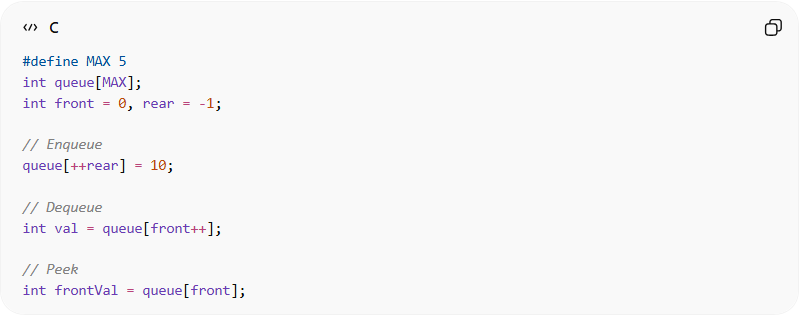 C
#define MAX 5
int queue[MAX];
int front = 0, rear = -1;
// Enqueue
queue[++rear] = 10;
// Dequeue
int val = queue[front++];
// Peek
int frontVal = queue[front];